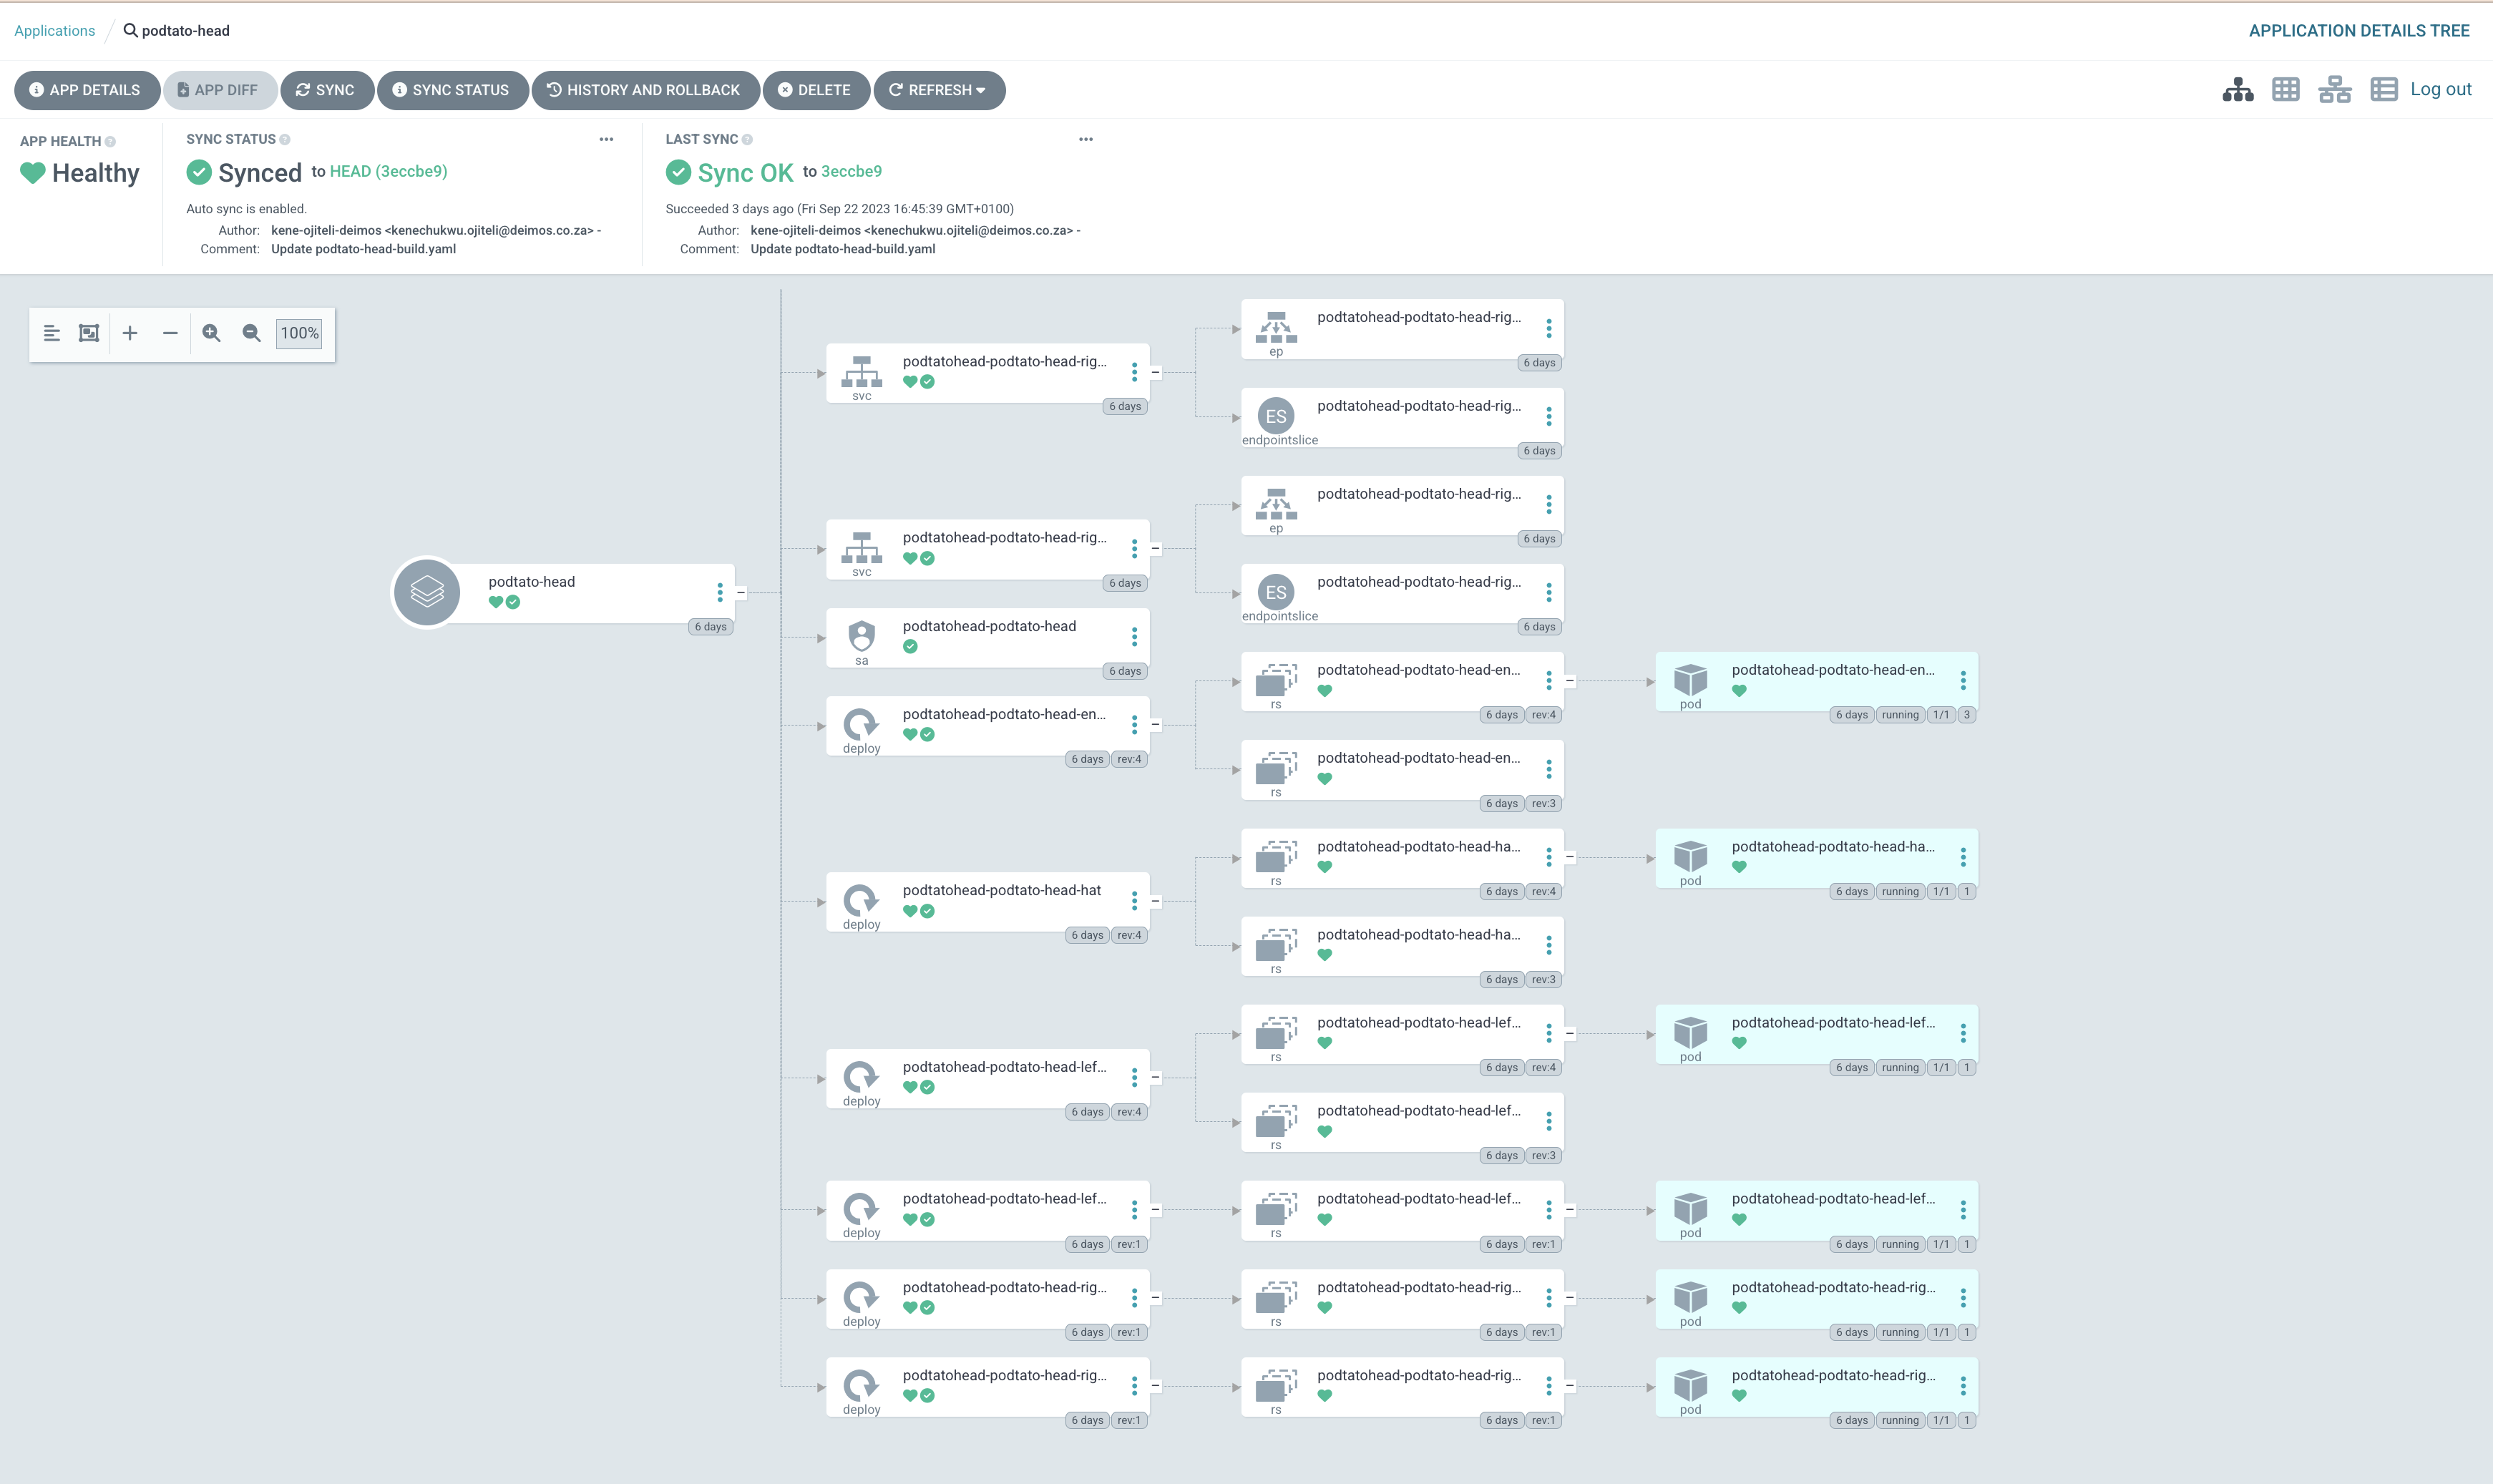 Applications / podtato-head
APPLICATION DETAILS TREE
APP DETAILS APP DIFF SYNC SYNC STATUS HISTORY AND ROLLBACK DELETE REFRESH
Log out
APP HEALTH
Healthy
SYNC STATUS
Synced to HEAD (3eccbe9)
Auto sync is enabled.
Author: kene-ojiteli-deimos <kenechukwu.ojiteli@deimos.co.za> -
Comment: Update podtato-head-build.yaml
LAST SYNC
Sync OK to 3eccbe9
Succeeded 3 days ago (Fri Sep 22 2023 16:45:39 GMT+0100)
Author: kene-ojiteli-deimos <kenechukwu.ojiteli@deimos.co.za> -
Comment: Update podtato-head-build.yaml
100%
podtato-head
6 days
podtatohead-podtato-head-rig...
svc
6 days
podtatohead-podtato-head-rig...
svc
6 days
podtatohead-podtato-head
sa
6 days
podtatohead-podtato-head-en...
deploy
6 days rev:4
podtatohead-podtato-head-hat
deploy
6 days rev:4
podtatohead-podtato-head-lef...
deploy
6 days rev:4
podtatohead-podtato-head-lef...
deploy
6 days rev:1
podtatohead-podtato-head-rig...
deploy
6 days rev:1
podtatohead-podtato-head-rig...
deploy
6 days rev:1
podtatohead-podtato-head-rig...
ep
6 days
podtatohead-podtato-head-rig...
ES
endpointslice
6 days
podtatohead-podtato-head-rig...
ep
6 days
podtatohead-podtato-head-rig...
ES
endpointslice
6 days
podtatohead-podtato-head-en...
rs
6 days rev:4
podtatohead-podtato-head-en...
rs
6 days rev:3
podtatohead-podtato-head-ha...
rs
6 days rev:4
podtatohead-podtato-head-ha...
rs
6 days rev:3
podtatohead-podtato-head-lef...
rs
6 days rev:4
podtatohead-podtato-head-lef...
rs
6 days rev:3
podtatohead-podtato-head-lef...
rs
6 days rev:1
podtatohead-podtato-head-rig...
rs
6 days rev:1
podtatohead-podtato-head-rig...
rs
6 days rev:1
podtatohead-podtato-head-en...
pod
6 days running 1/1 3
podtatohead-podtato-head-ha...
pod
6 days running 1/1 1
podtatohead-podtato-head-lef...
pod
6 days running 1/1 1
podtatohead-podtato-head-lef...
pod
6 days running 1/1 1
podtatohead-podtato-head-rig...
pod
6 days running 1/1 1
podtatohead-podtato-head-rig...
pod
6 days running 1/1 1